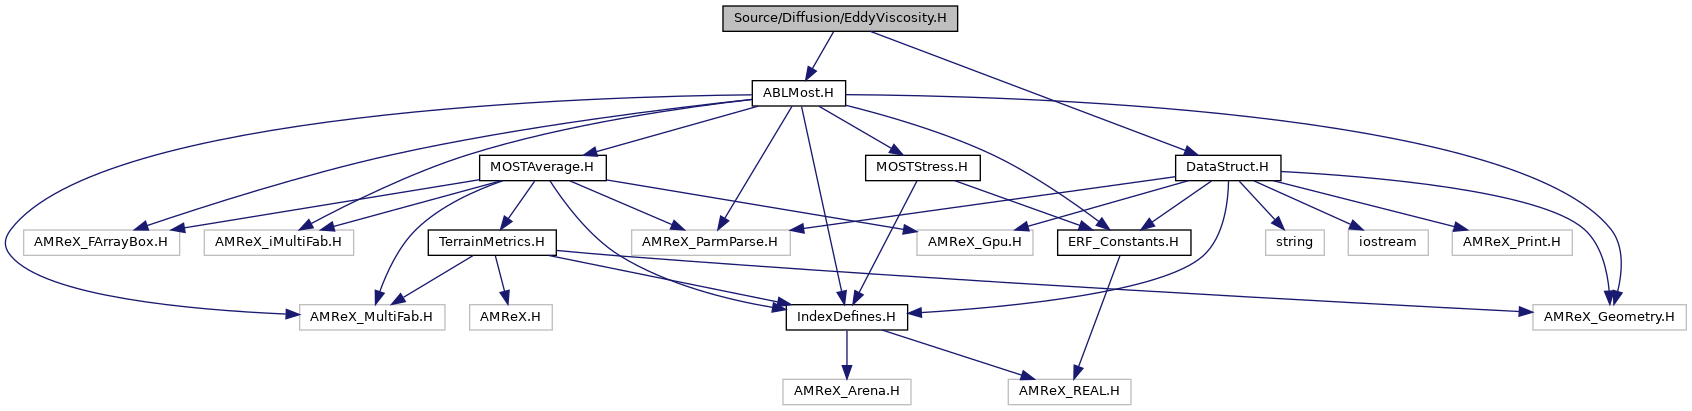 Source/Diffusion/EddyViscosity.H
ABLMost.H
MOSTAverage.H
MOSTStress.H
DataStruct.H
AMReX_FArrayBox.H
AMReX_iMultiFab.H
TerrainMetrics.H
AMReX_ParmParse.H
AMReX_Gpu.H
ERF_Constants.H
string
iostream
AMReX_Print.H
AMReX_MultiFab.H
AMReX.H
IndexDefines.H
AMReX_Geometry.H
AMReX_Arena.H
AMReX_REAL.H